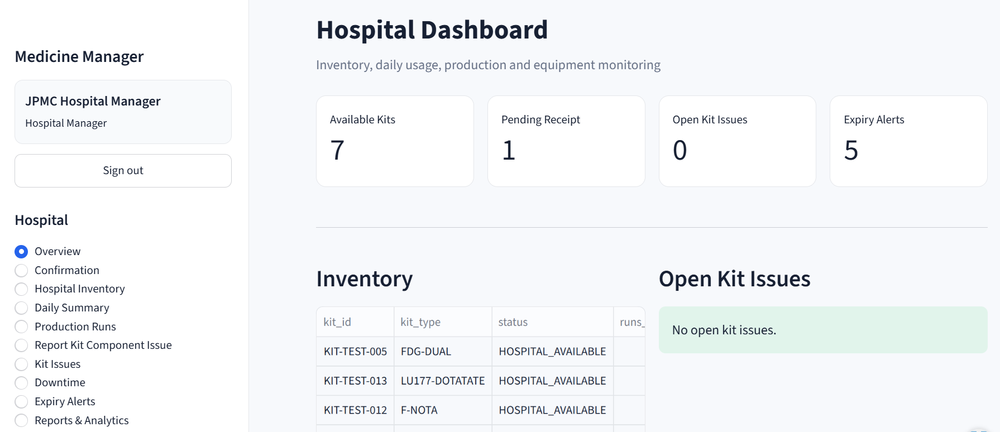 Medicine Manager
JPMC Hospital Manager
Hospital Manager
Sign out
Hospital
Overview
Confirmation
Hospital Inventory
Daily Summary
Production Runs
Report Kit Component Issue
Kit Issues
Downtime
Expiry Alerts
Reports & Analytics
Hospital Dashboard
Inventory, daily usage, production and equipment monitoring
Available Kits
7
Pending Receipt
1
Open Kit Issues
0
Expiry Alerts
5
Inventory
kit_id kit_type status runs_
KIT-TEST-005 FDG-DUAL HOSPITAL_AVAILABLE
KIT-TEST-013 LU177-DOTATATE HOSPITAL_AVAILABLE
KIT-TEST-012 F-NOTA HOSPITAL_AVAILABLE
Open Kit Issues
No open kit issues.